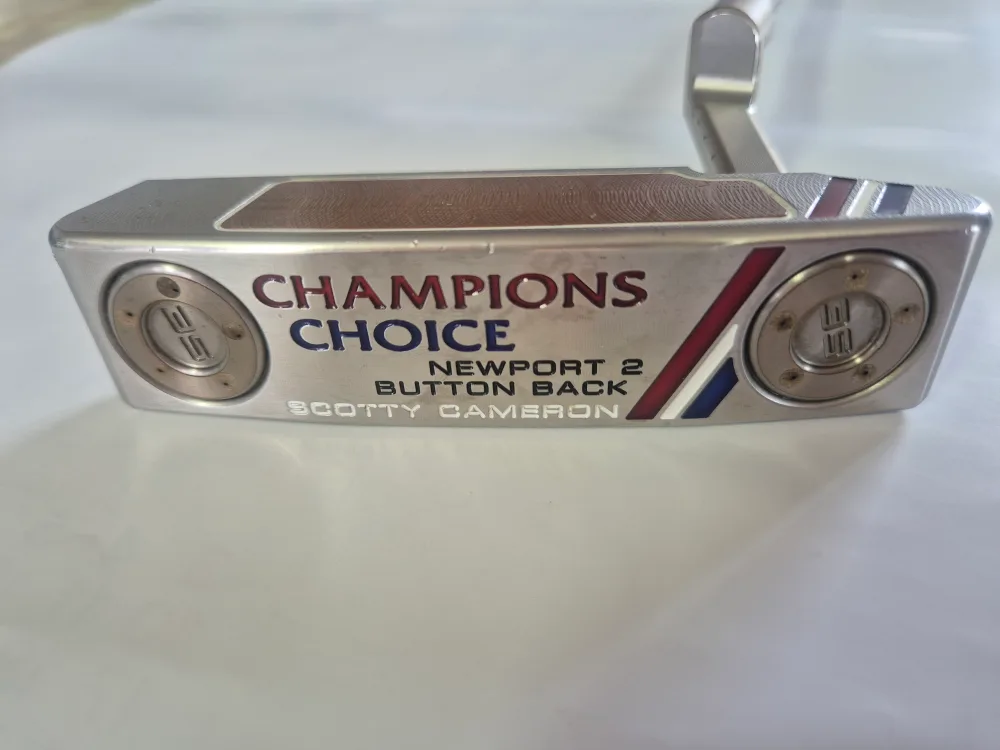 CHAMPIONS
CHOICE
NEWPORT 2
BUTTON BACK
SCOTTY CAMERON